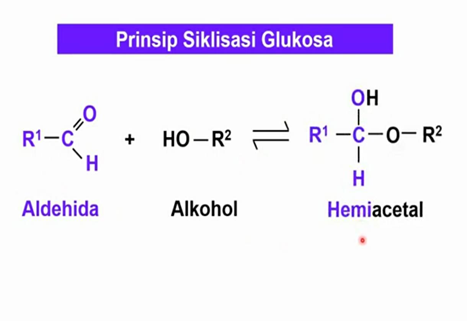 Prinsip Siklisasi Glukosa
R¹–C
O
H
+
HO–R²
OH
R¹–C–O–R²
H
Aldehida
Alkohol
Hemiacetal